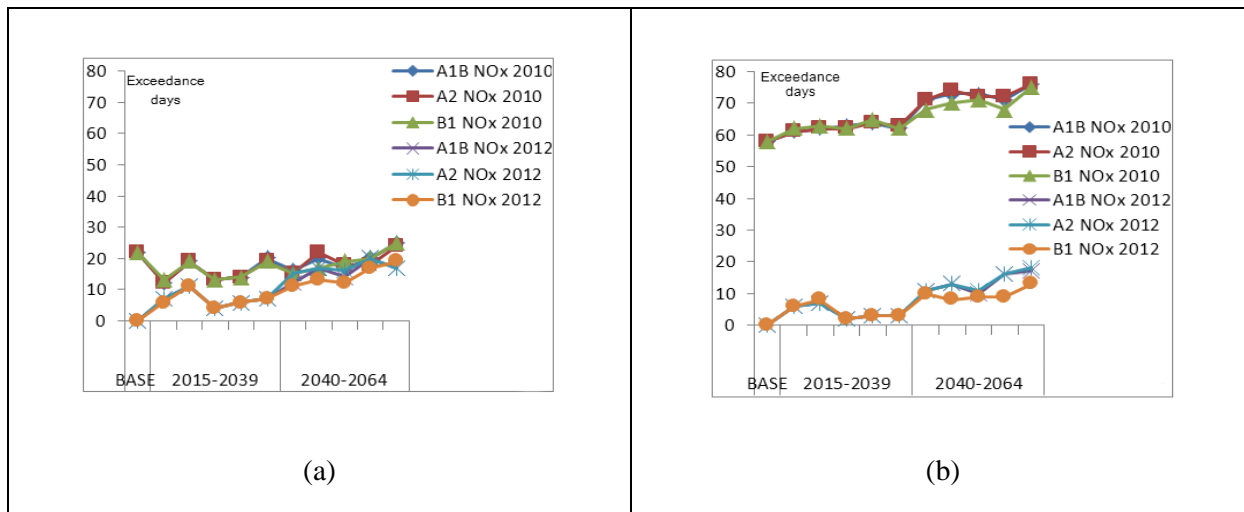 Exceedance
days
80
70
60
50
40
30
20
10
0
A1B NOx 2010
A2 NOx 2010
B1 NOx 2010
A1B NOx 2012
A2 NOx 2012
B1 NOx 2012
BASE 2015-2039 2040-2064
(a)
Exceedance
days
80
70
60
50
40
30
20
10
0
A1B NOx 2010
A2 NOx 2010
B1 NOx 2010
A1B NOx 2012
A2 NOx 2012
B1 NOx 2012
BASE 2015-2039 2040-2064
(b)